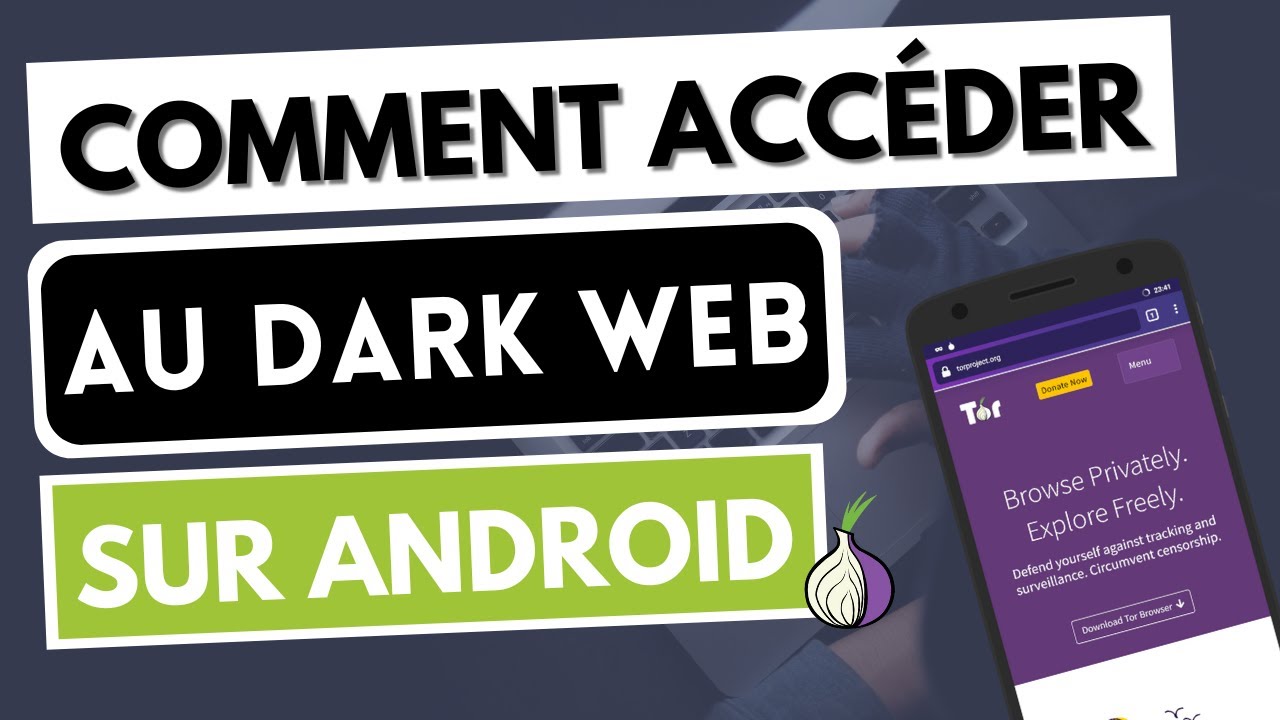 COMMENT ACCÉDER
AU DARK WEB
SUR ANDROID
23:41
torproject.org
1
Tor
Donate Now
Menu
Browse Privately.
Explore Freely.
Defend yourself against tracking and
surveillance. Circumvent censorship.
Download Tor Browser